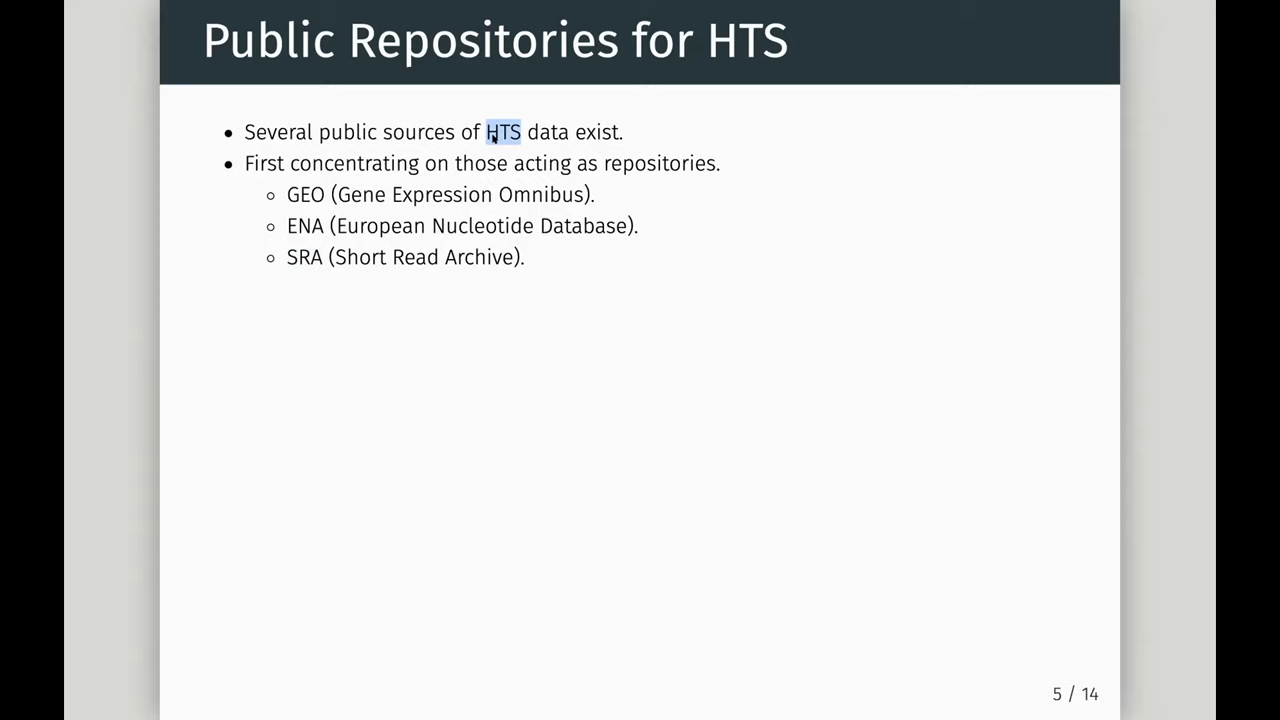 Public Repositories for HTS
• Several public sources of HTS data exist.
• First concentrating on those acting as repositories.
◦ GEO (Gene Expression Omnibus).
◦ ENA (European Nucleotide Database).
◦ SRA (Short Read Archive).
5 / 14